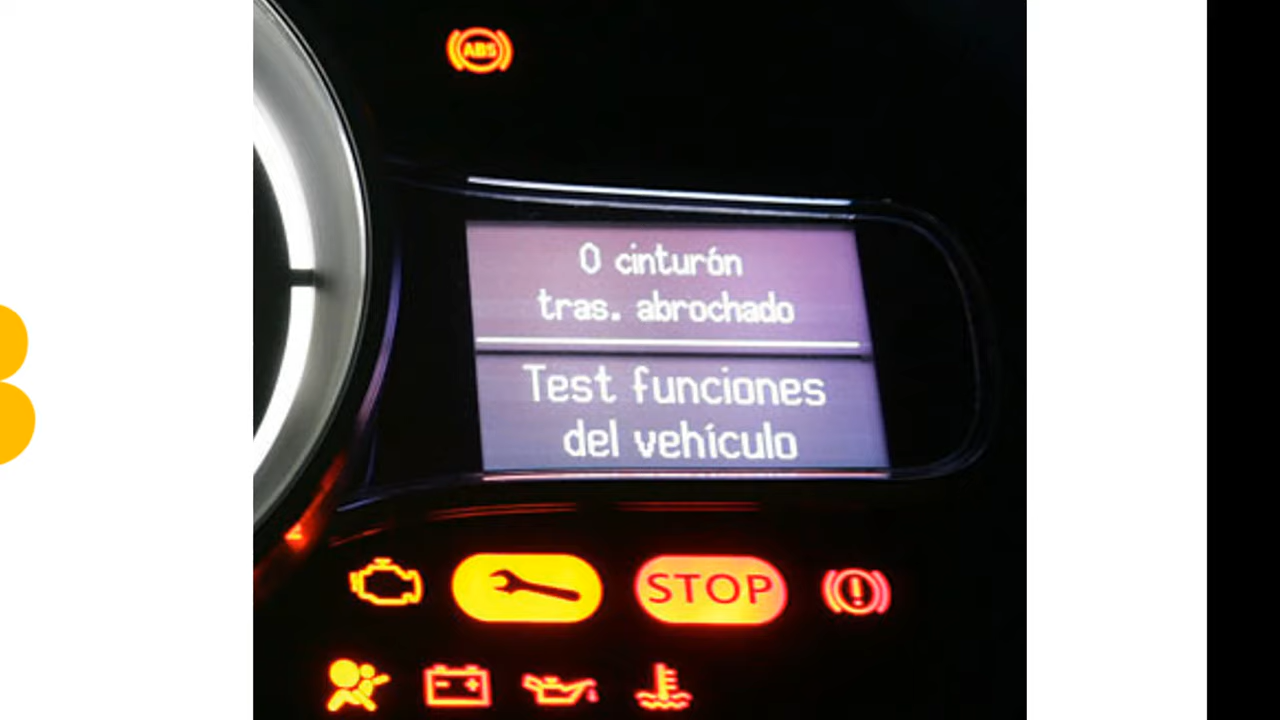 ABS
0 cinturón
tras. abrochado
Test funciones
del vehículo
STOP